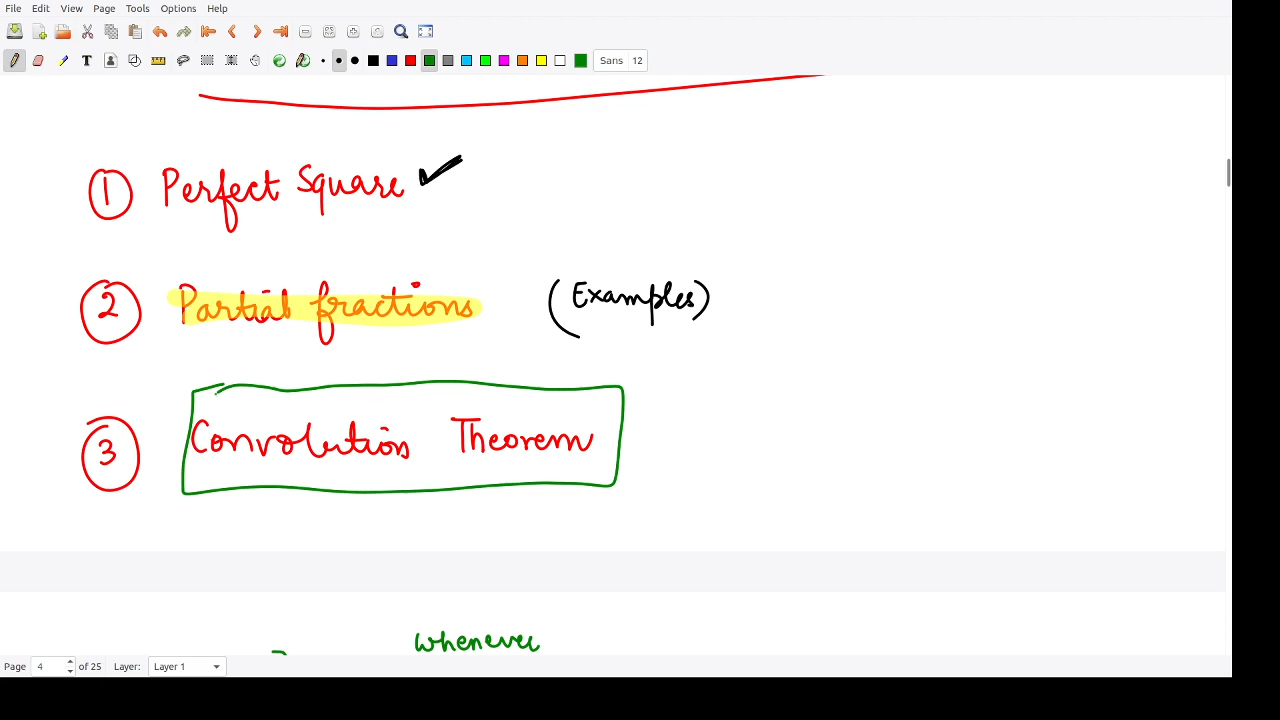 File Edit View Page Tools Options Help
Sans 12
① Perfect Square ✓
② Partial fractions (Examples)
③ Convolution Theorem
Whenever
Page 4 of 25 Layer: Layer 1